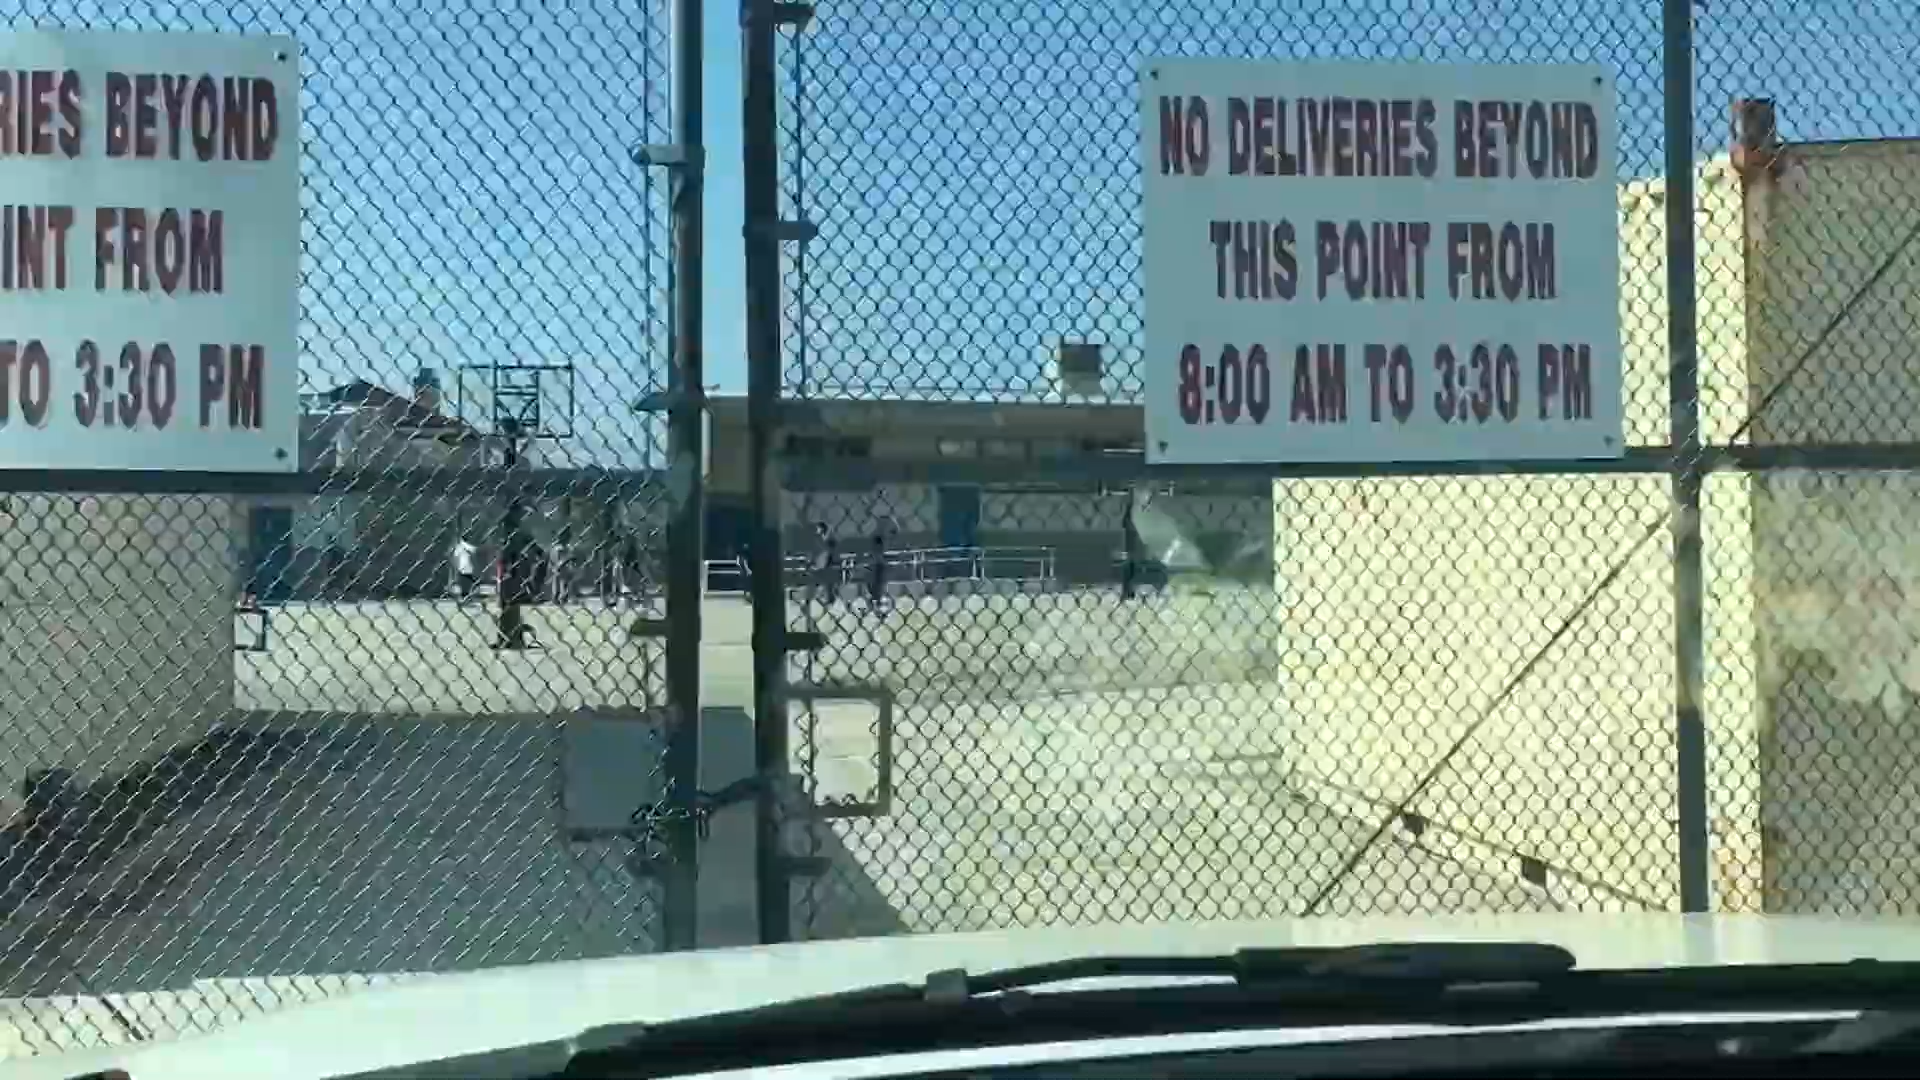 RIES BEYOND
INT FROM
TO 3:30 PM
NO DELIVERIES BEYOND
THIS POINT FROM
8:00 AM TO 3:30 PM